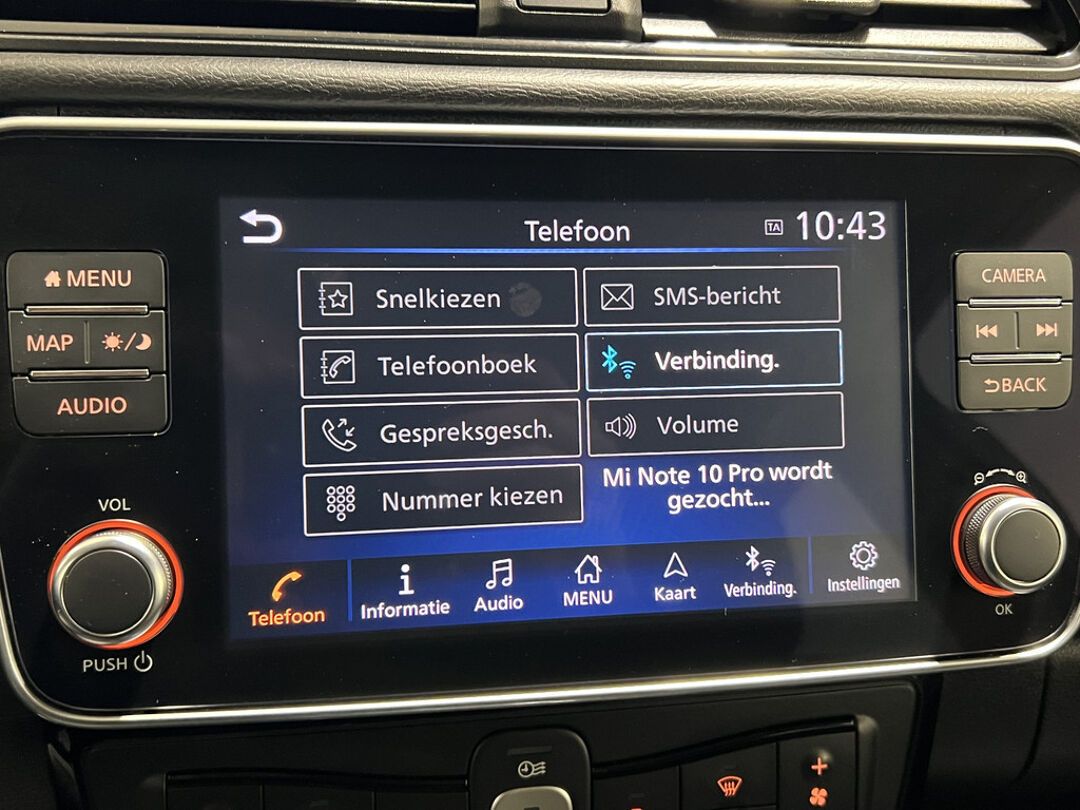 Telefoon
TA
10:43
MENU
MAP
AUDIO
VOL
PUSH
Snelkiezen
SMS-bericht
Telefoonboek
Verbinding.
Gespreksgesch.
Volume
Nummer kiezen
Mi Note 10 Pro wordt
gezocht...
Telefoon
Informatie
Audio
MENU
Kaart
Verbinding.
Instellingen
CAMERA
BACK
OK